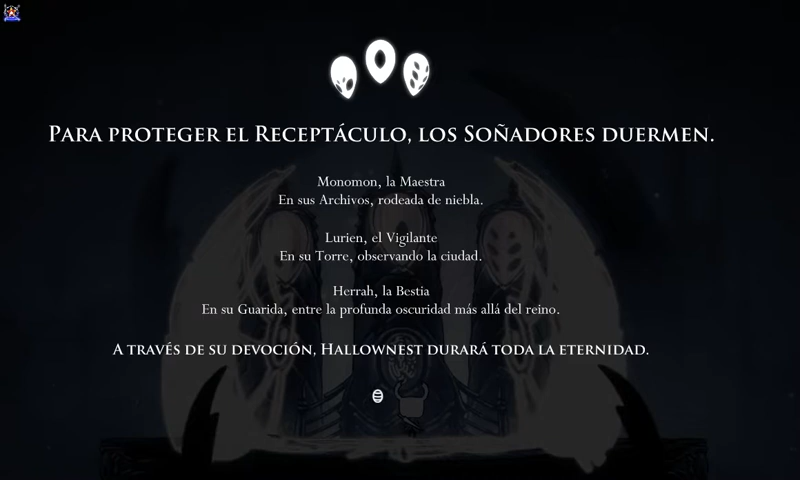 Para proteger el Receptáculo, los Soñadores duermen.
Monomon, la Maestra
En sus Archivos, rodeada de niebla.
Lurien, el Vigilante
En su Torre, observando la ciudad.
Herrah, la Bestia
En su Guarida, entre la profunda oscuridad más allá del reino.
A través de su devoción, Hallownest durará toda la eternidad.